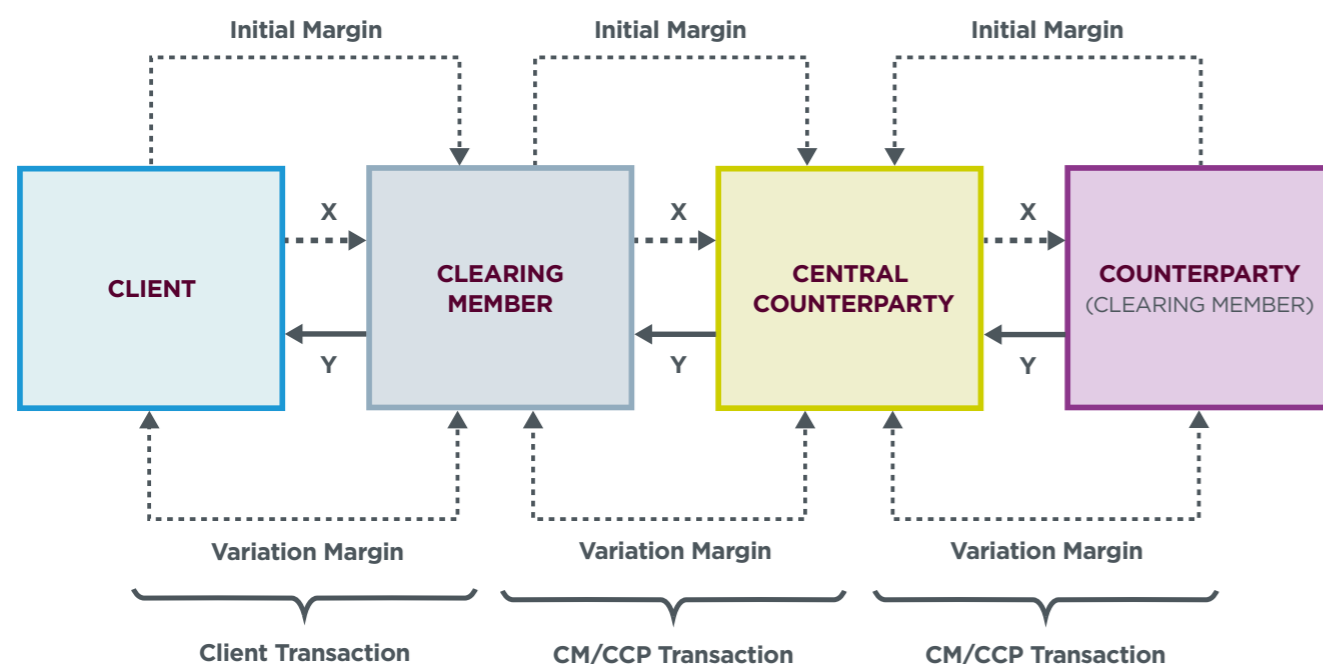 Initial Margin
Initial Margin
Initial Margin
X
X
X
CLIENT
CLEARING
MEMBER
CENTRAL
COUNTERPARTY
COUNTERPARTY
(CLEARING MEMBER)
Y
Y
Y
Variation Margin
Variation Margin
Variation Margin
Client Transaction
CM/CCP Transaction
CM/CCP Transaction